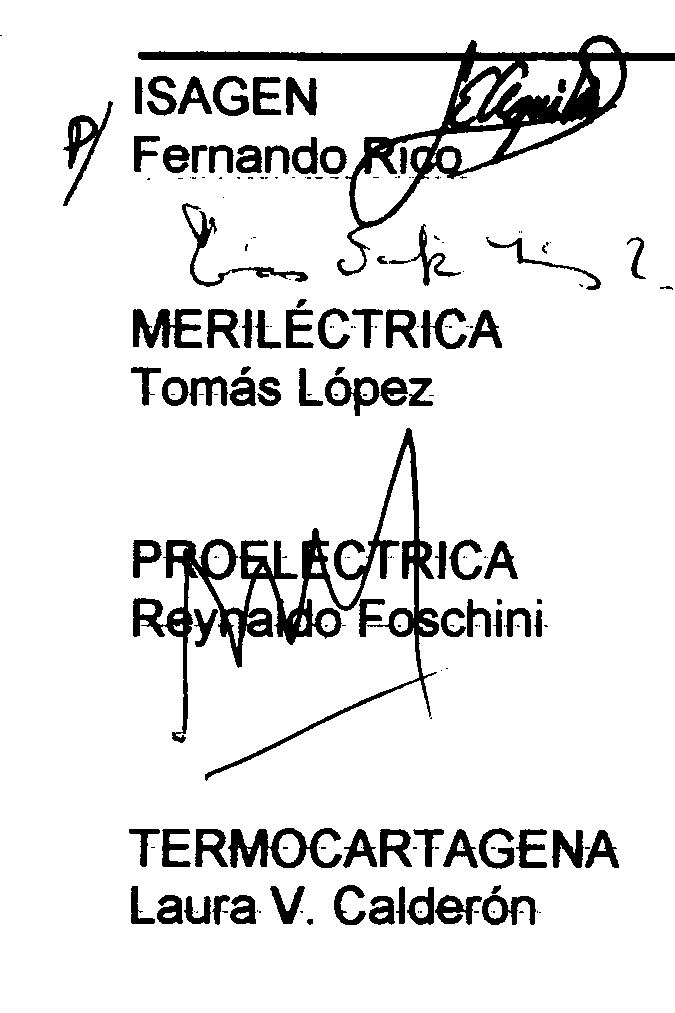 ISAGEN
P/ Fernando Rico
MERILÉCTRICA
Tomás López
PROELECTRICA
Reynaldo Foschini
TERMOCARTAGENA
Laura V. Calderón